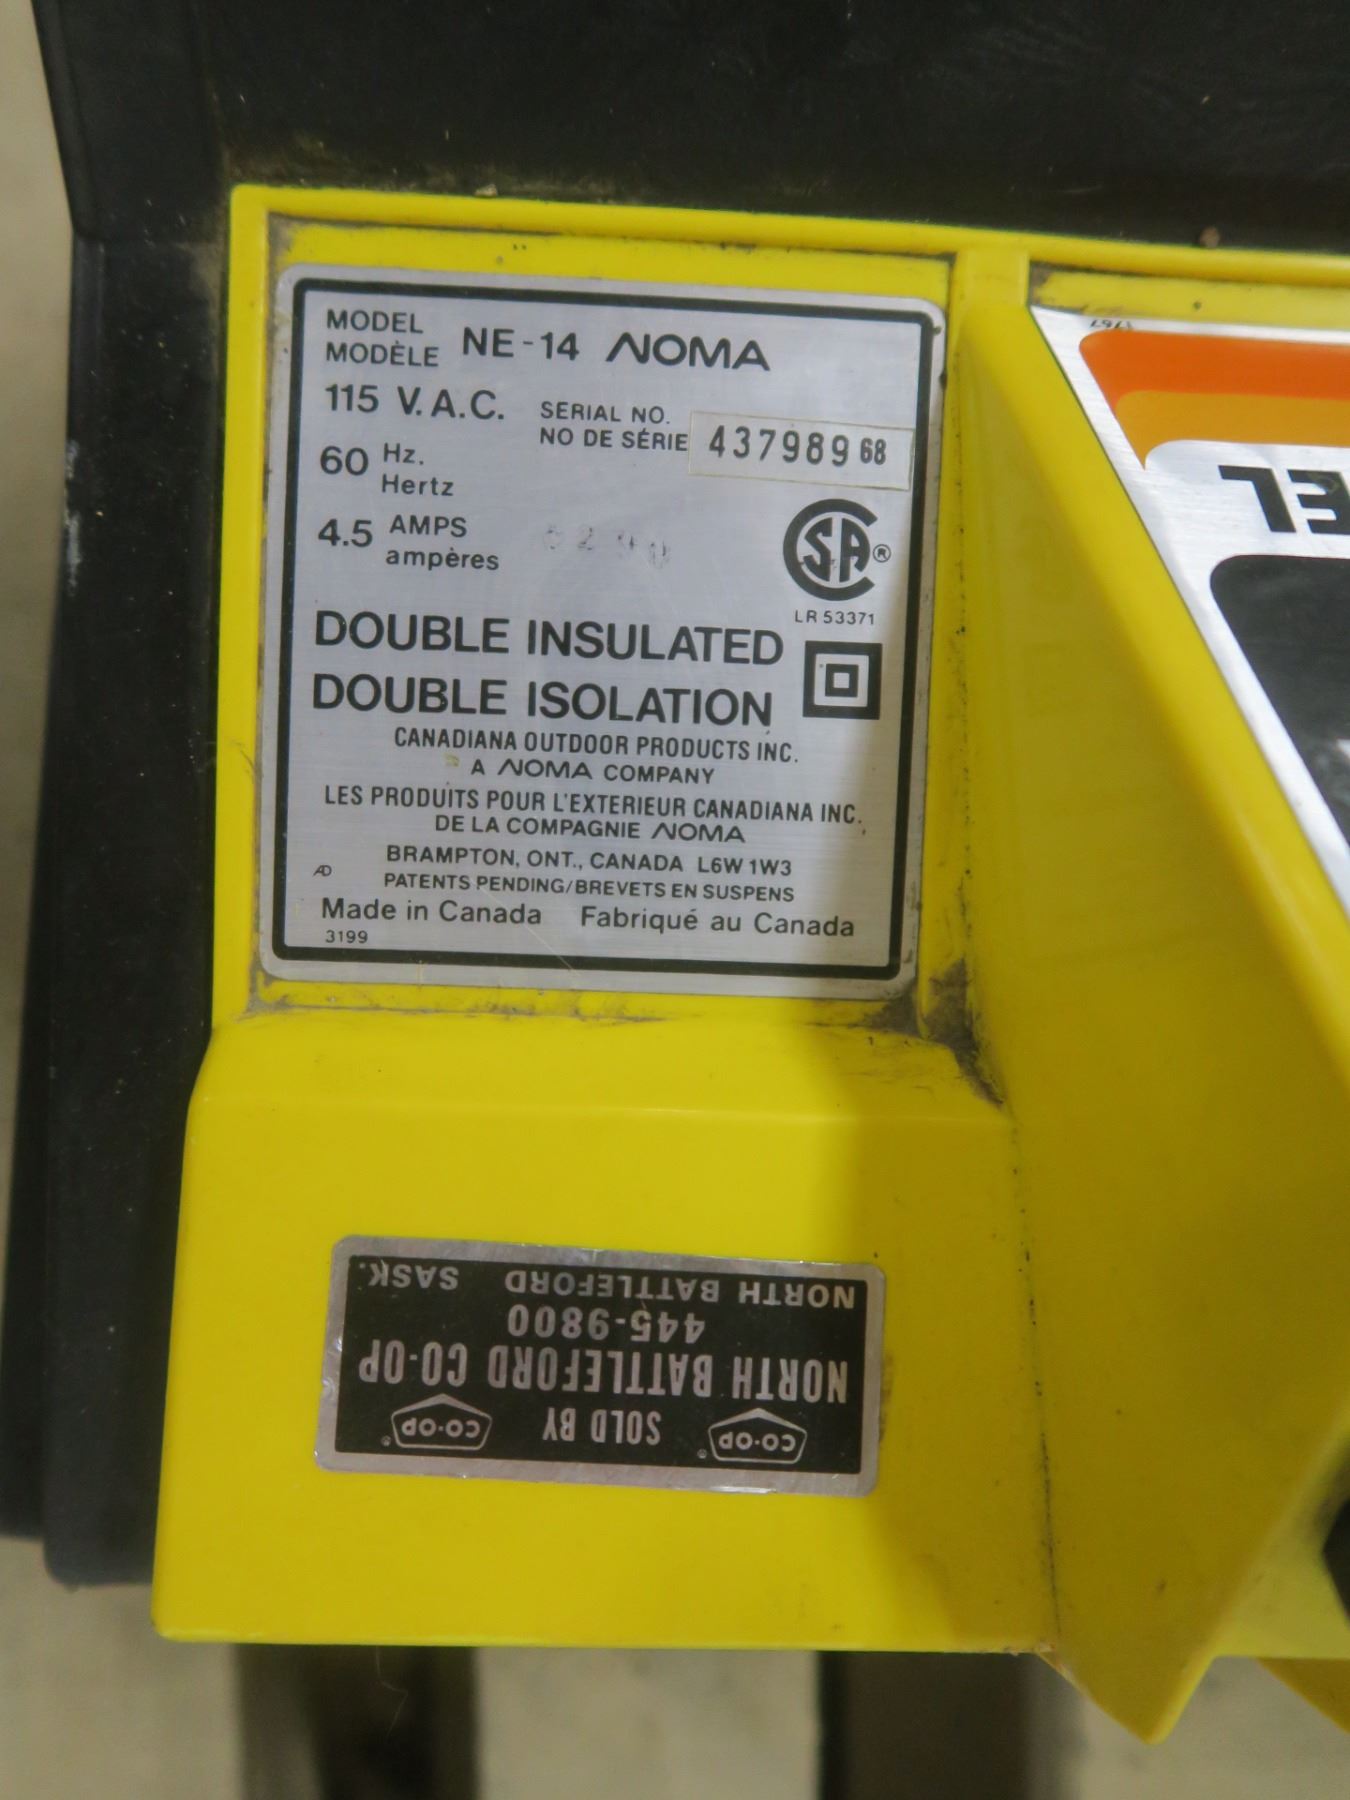 MODEL
MODÈLE NE-14 NOMA
115 V.A.C.
SERIAL NO.
NO DE SÉRIE 437989 68
60 Hz.
Hertz
4.5 AMPS
ampères
SA ®
LR 53371
DOUBLE INSULATED
DOUBLE ISOLATION
CANADIANA OUTDOOR PRODUCTS INC.
A NOMA COMPANY
LES PRODUITS POUR L'EXTERIEUR CANADIANA INC.
DE LA COMPAGNIE NOMA
BRAMPTON, ONT., CANADA L6W 1W3
PATENTS PENDING/BREVETS EN SUSPENS
Made in Canada Fabriqué au Canada
3199
CO-OP ® SOLD BY CO-OP ®
NORTH BATTLEFORD CO-OP
445-9800
NORTH BATTLEFORD SASK.